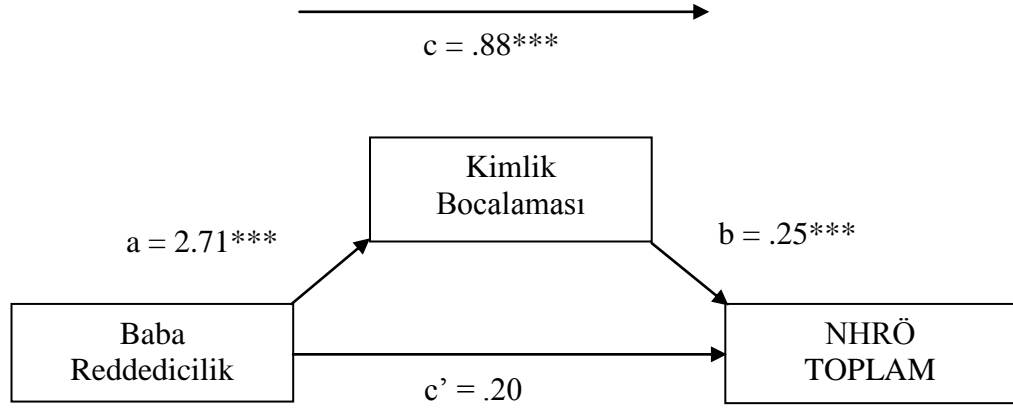 c = .88***
Kimlik
Bocalaması
a = 2.71***
b = .25***
Baba
Reddedicilik
NHRÖ
TOPLAM
c’ = .20